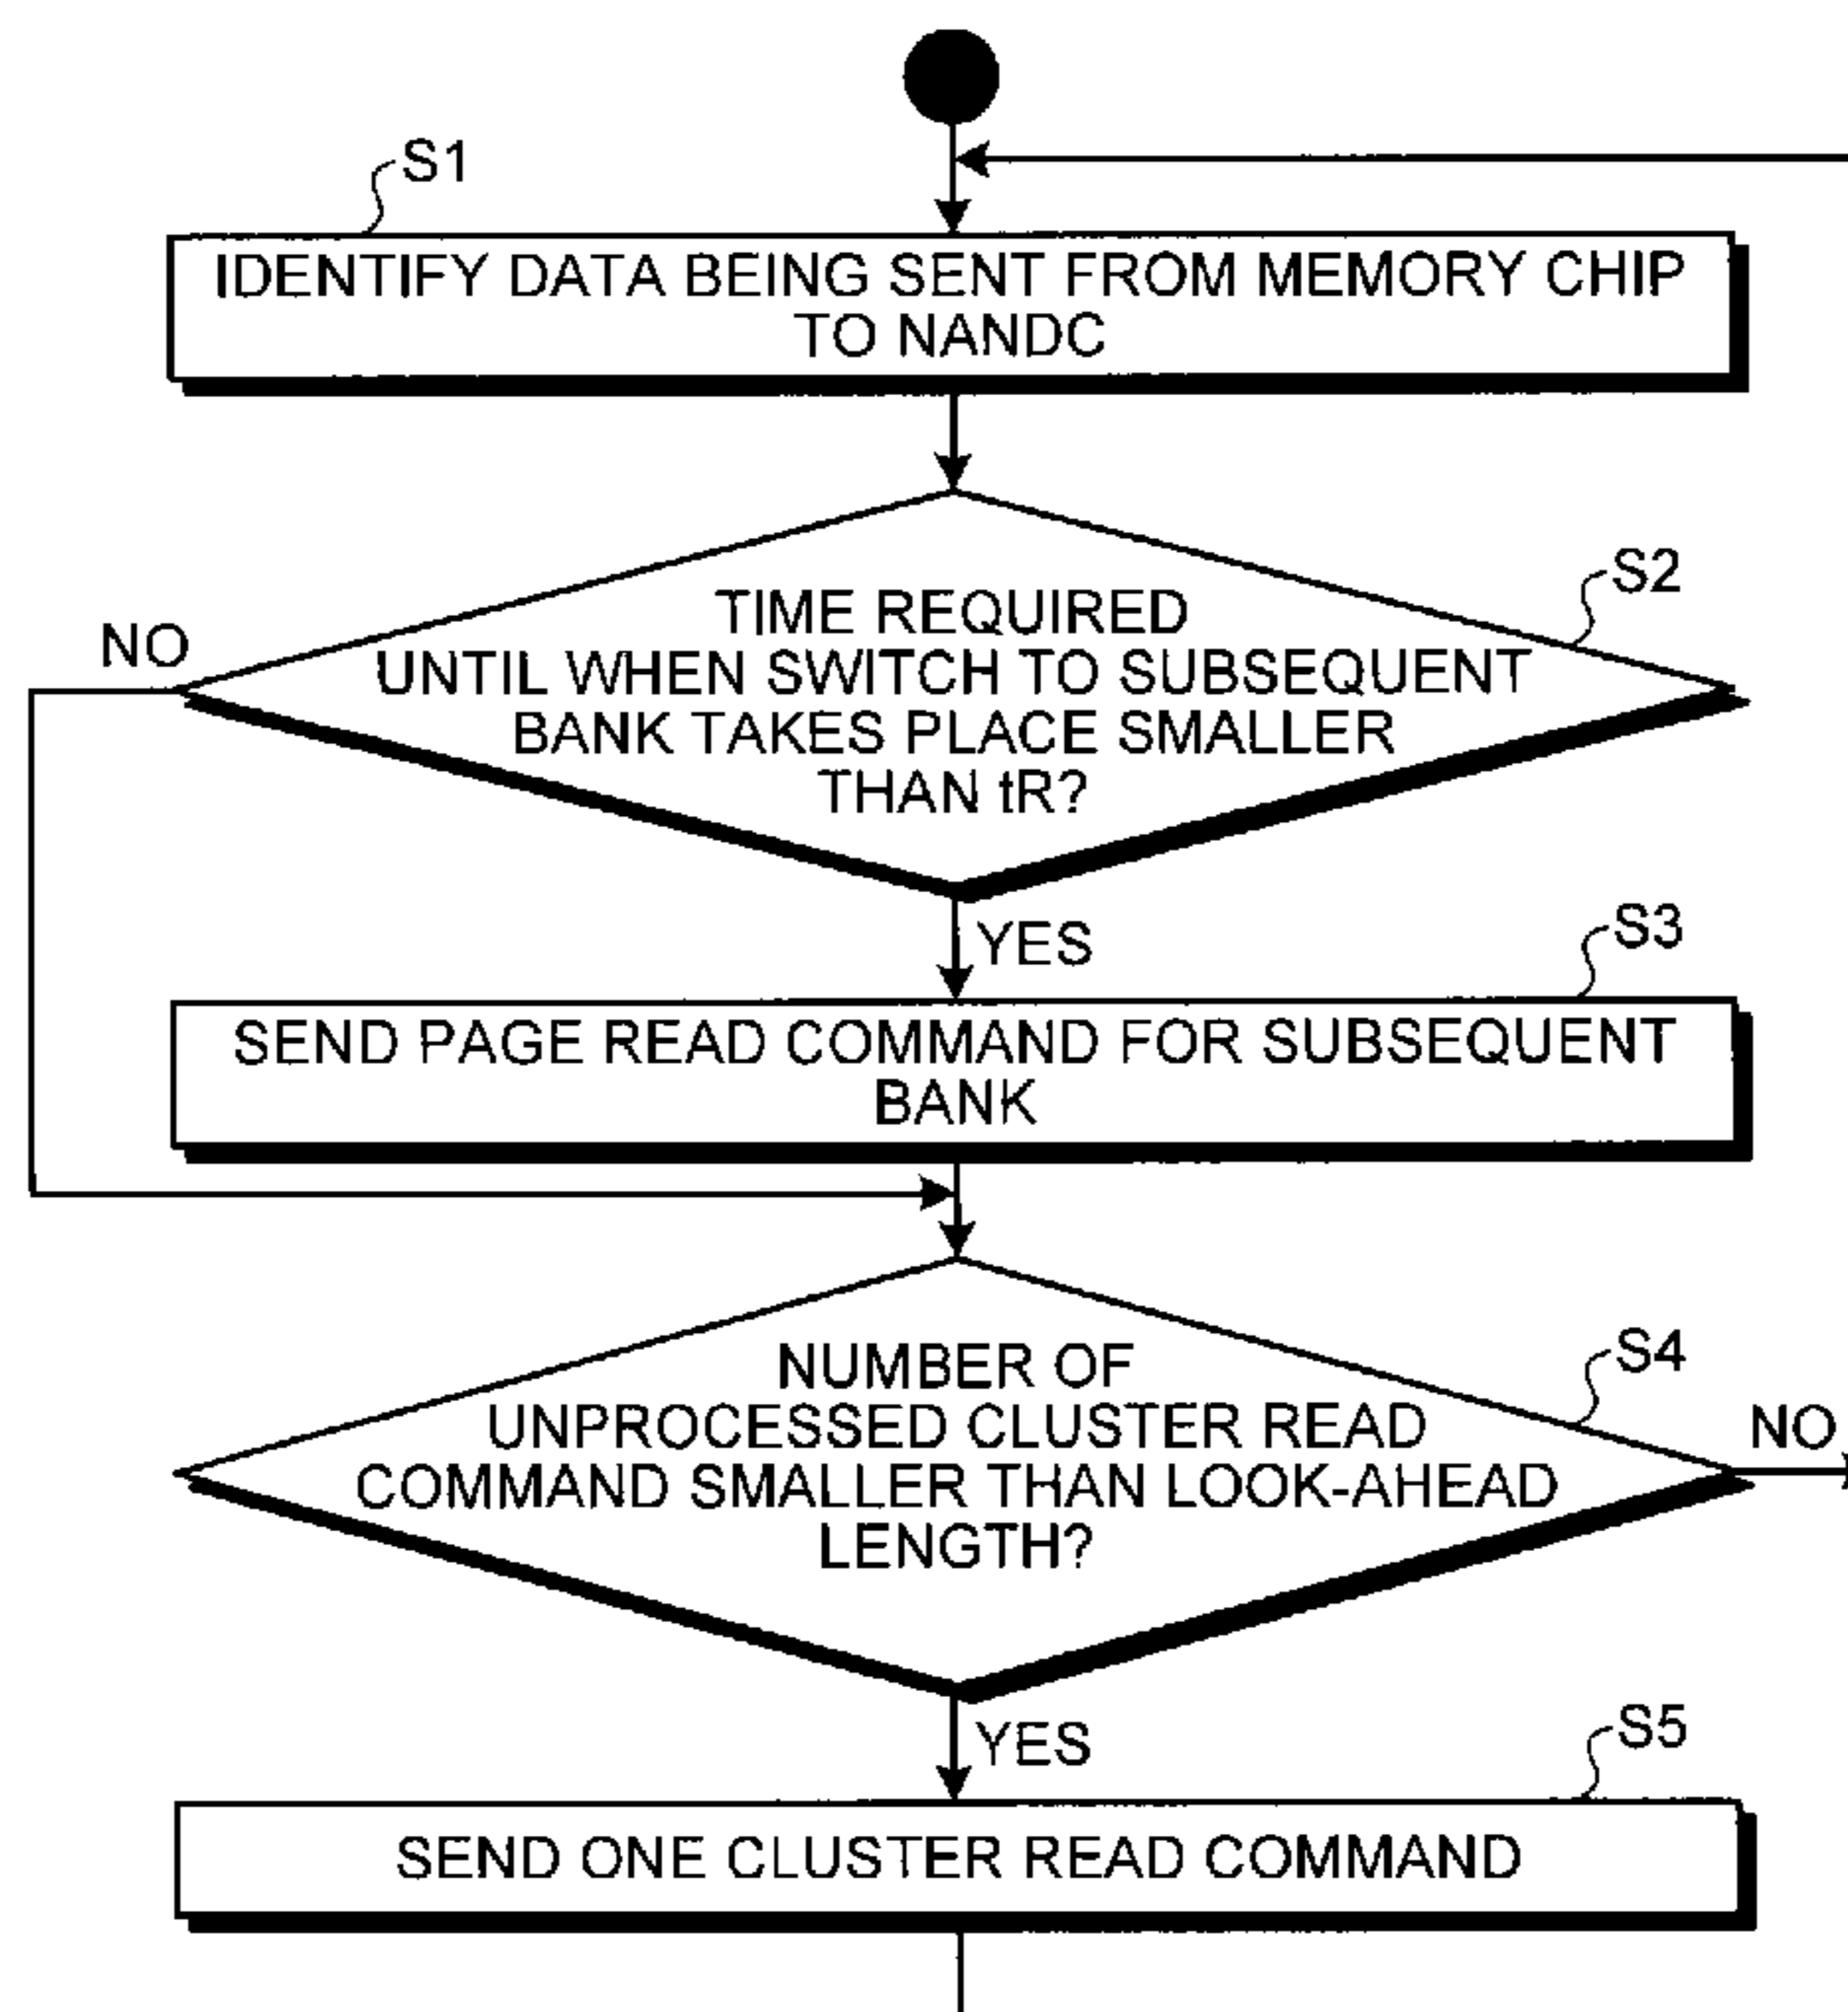 S1
IDENTIFY DATA BEING SENT FROM MEMORY CHIP
TO NANDC
S2
NO
TIME REQUIRED
UNTIL WHEN SWITCH TO SUBSEQUENT
BANK TAKES PLACE SMALLER
THAN tR?
YES
S3
SEND PAGE READ COMMAND FOR SUBSEQUENT
BANK
S4
NUMBER OF
UNPROCESSED CLUSTER READ
COMMAND SMALLER THAN LOOK-AHEAD
LENGTH?
NO
YES
S5
SEND ONE CLUSTER READ COMMAND